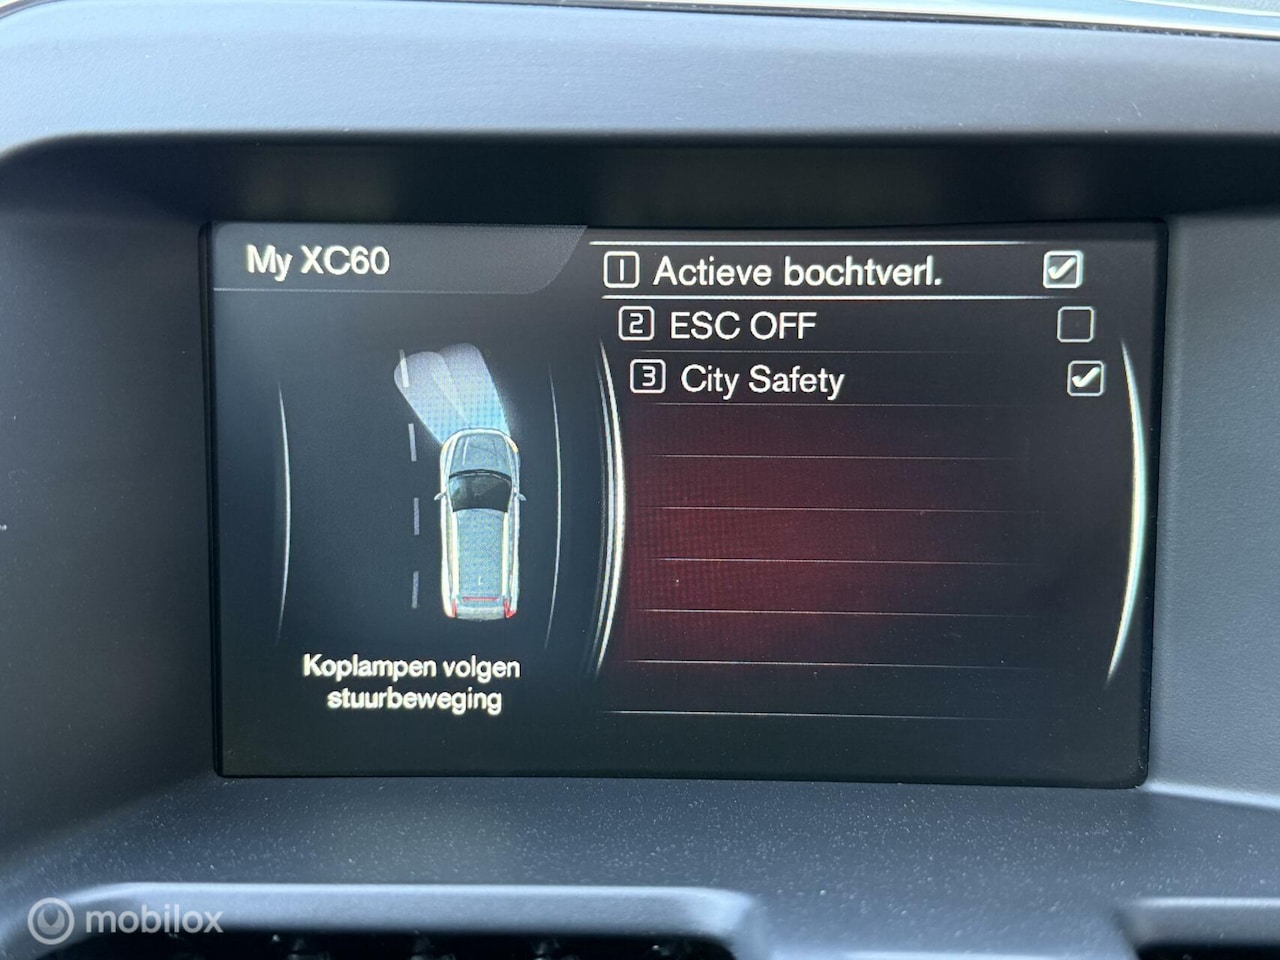 My XC60
1 Actieve bochtverl.
2 ESC OFF
3 City Safety
Koplampen volgen
stuurbeweging
mobilox